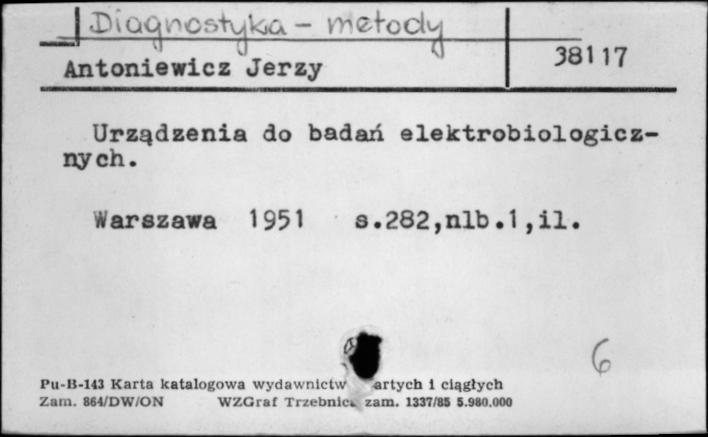 Diagnostyka - metody
Antoniewicz Jerzy 38117
Urządzenia do badań elektrobiologicz-
nych.
Warszawa 1951 s.282,nlb.1,il.
6
Pu-B-143 Karta katalogowa wydawnictw artych i ciągłych
Zam. 864/DW/ON WZGraf Trzebnica zam. 1337/85 5.980.000